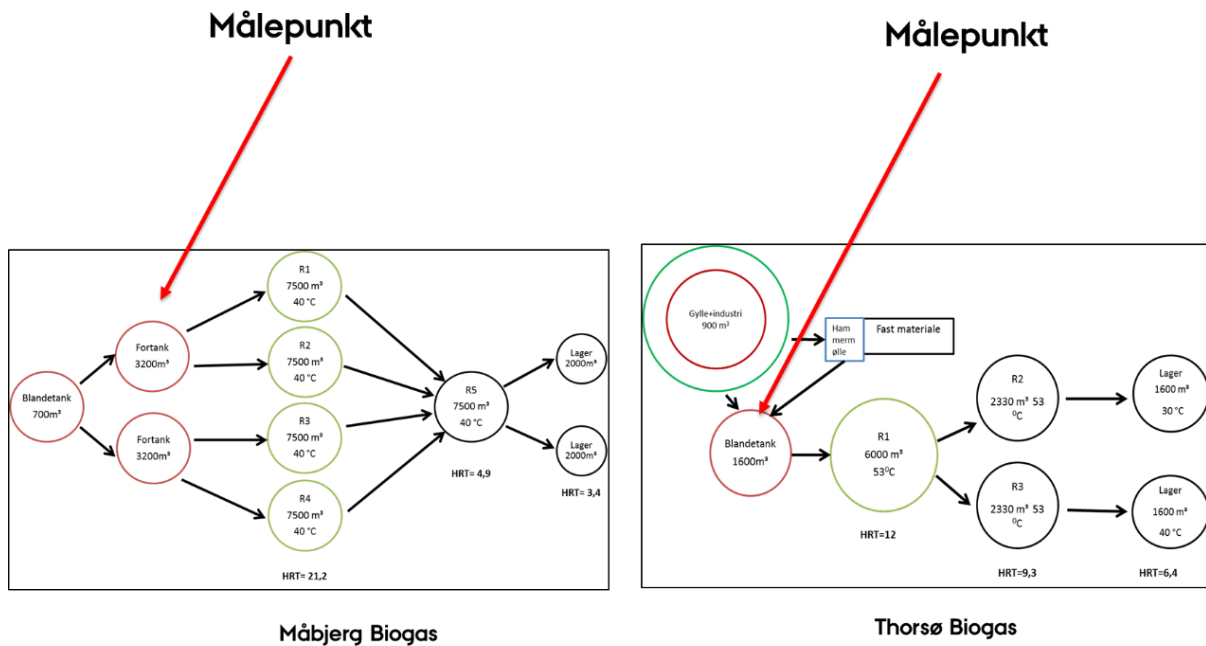 Målepunkt
Blandetank
700m³
Fortank
3200m³
Fortank
3200m³
R1
7500 m³
40 °C
R2
7500 m³
40 °C
R3
7500 m³
40 °C
R4
7500 m³
40 °C
HRT= 21,2
R5
7500 m³
40 °C
HRT= 4,9
Lager
2000m³
Lager
2000m³
HRT= 3,4
Måbjerg Biogas
Målepunkt
Gylle+industri
900 m³
Ham
merm
ølle
Fast materiale
Blandetank
1600m³
R1
6000 m³
53⁰C
HRT=12
R2
2330 m³ 53
⁰C
R3
2330 m³ 53
⁰C
HRT=9,3
Lager
1600 m³
30 °C
Lager
1600 m³
40 °C
HRT=6,4
Thorsø Biogas